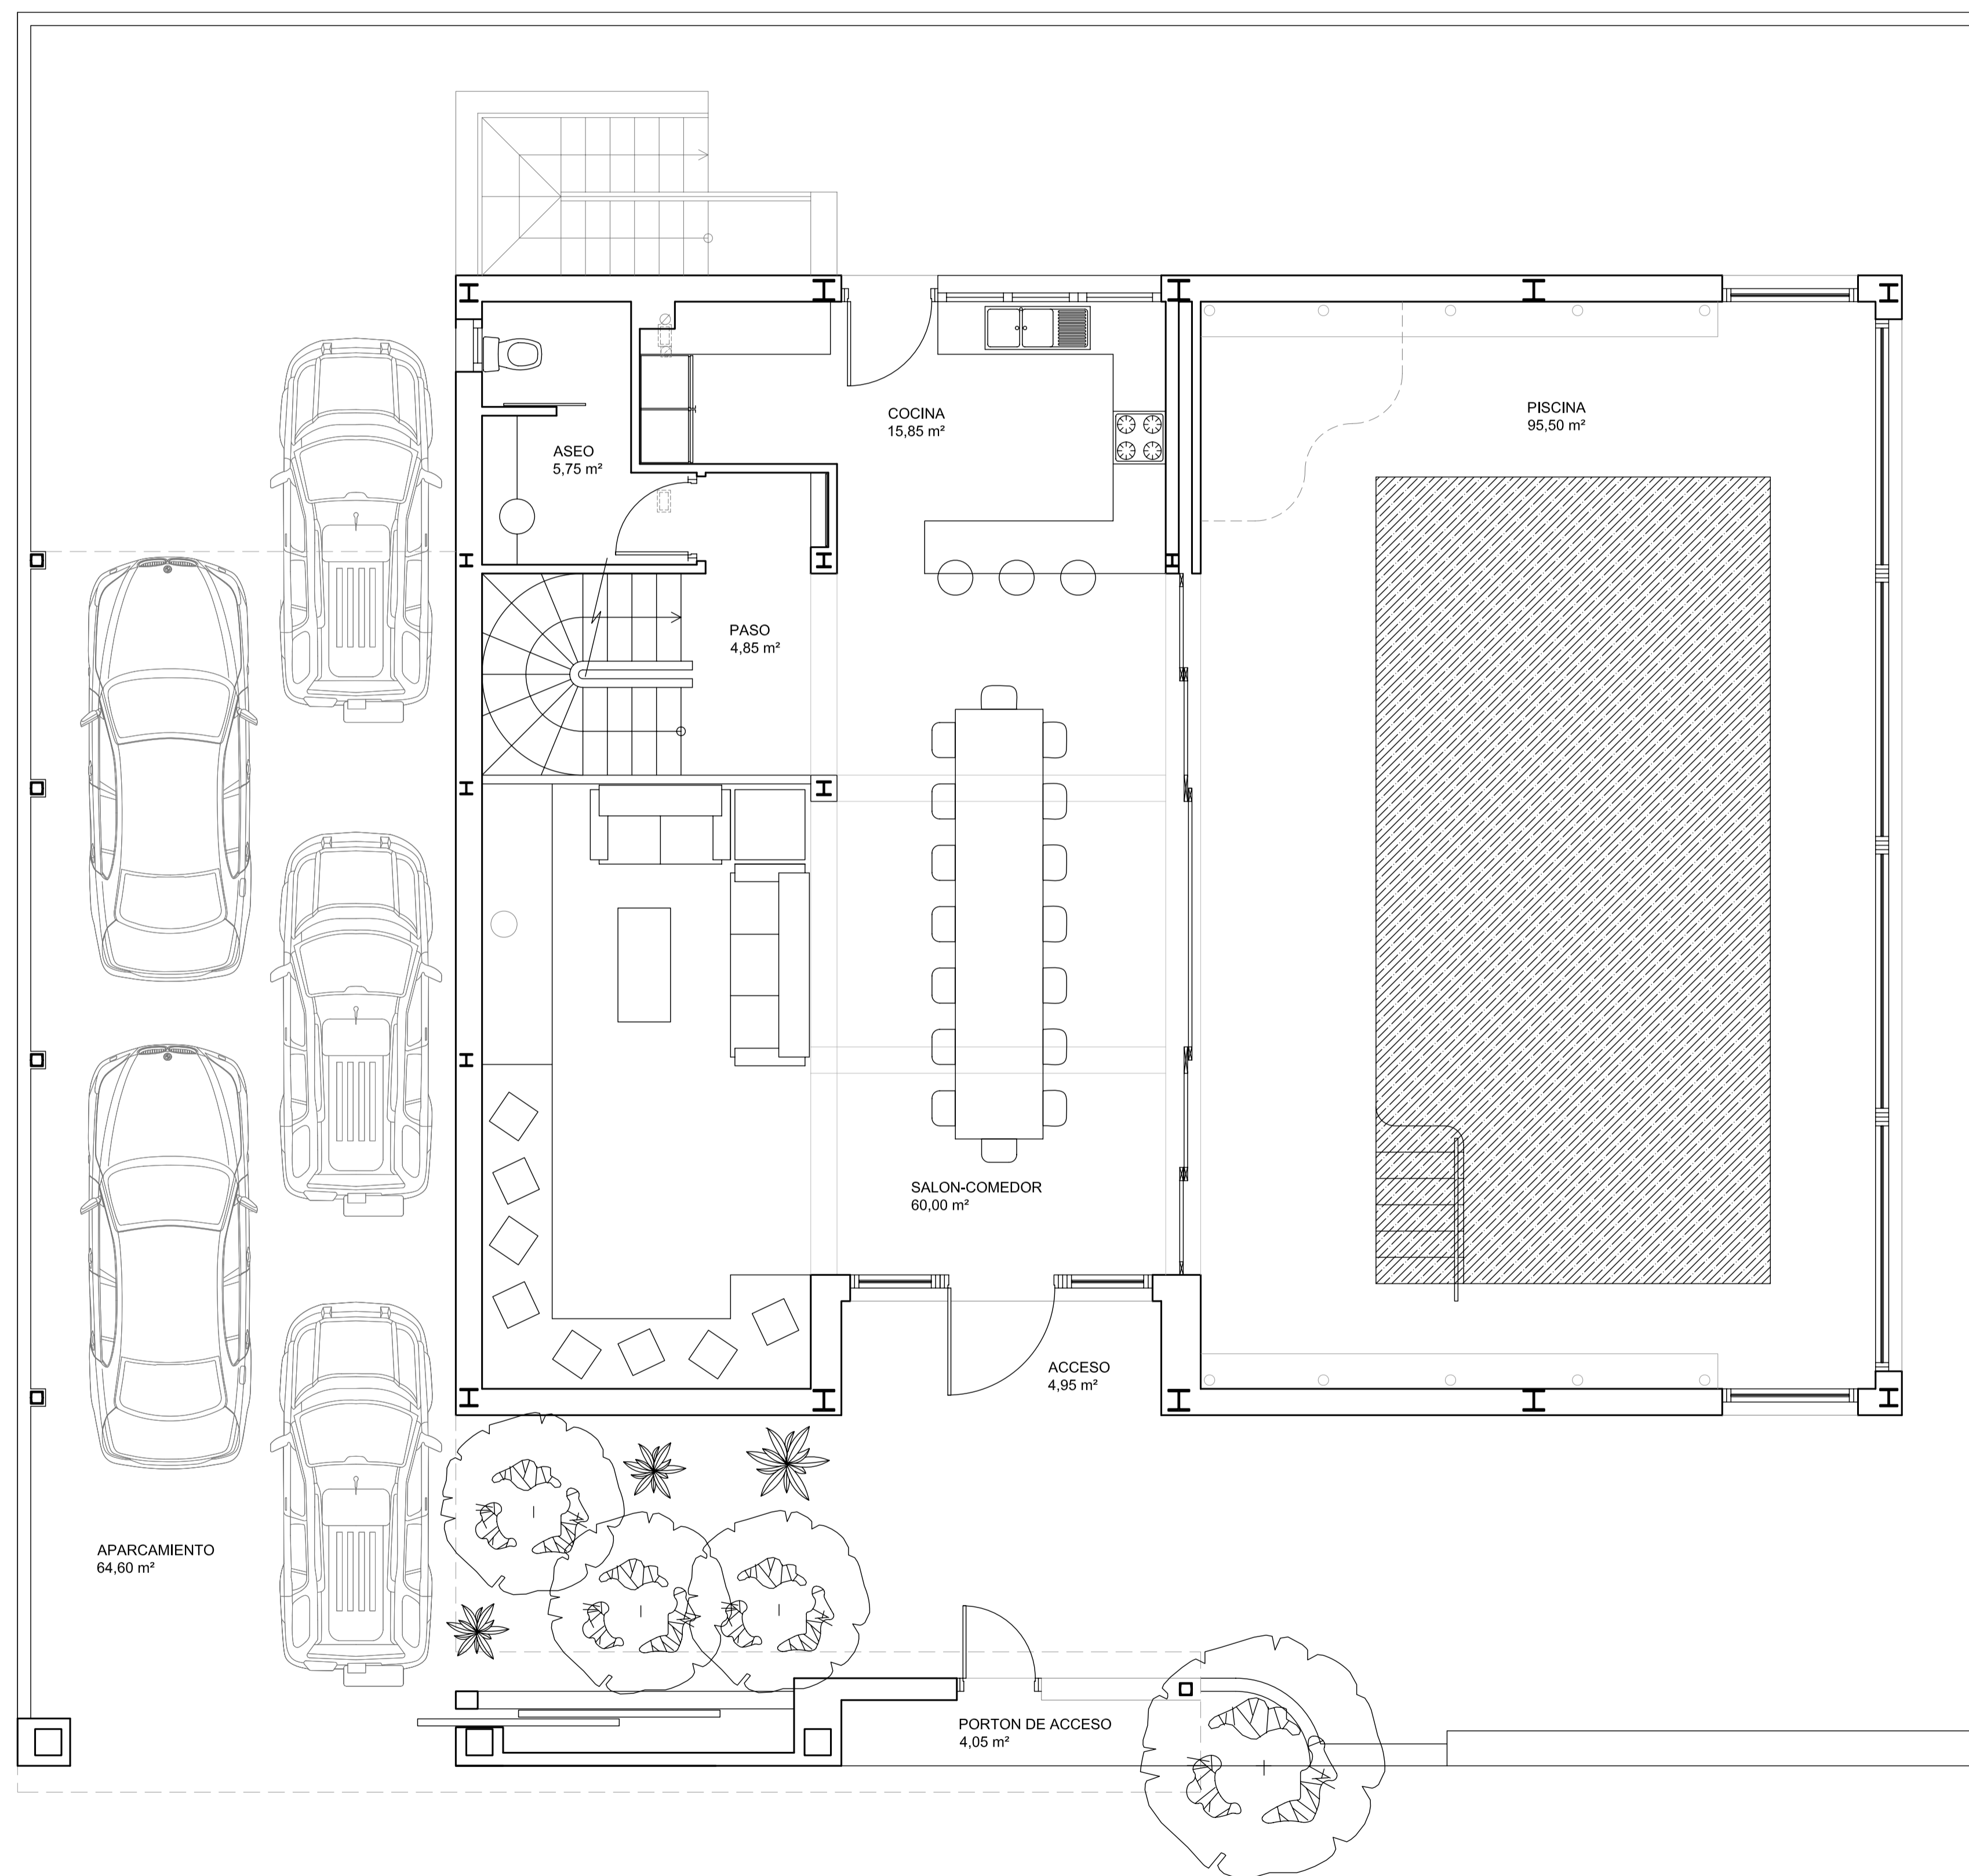 COCINA
15,85 m²
PISCINA
95,50 m²
ASEO
5,75 m²
PASO
4,85 m²
SALON-COMEDOR
60,00 m²
ACCESO
4,95 m²
APARCAMIENTO
64,60 m²
PORTON DE ACCESO
4,05 m²